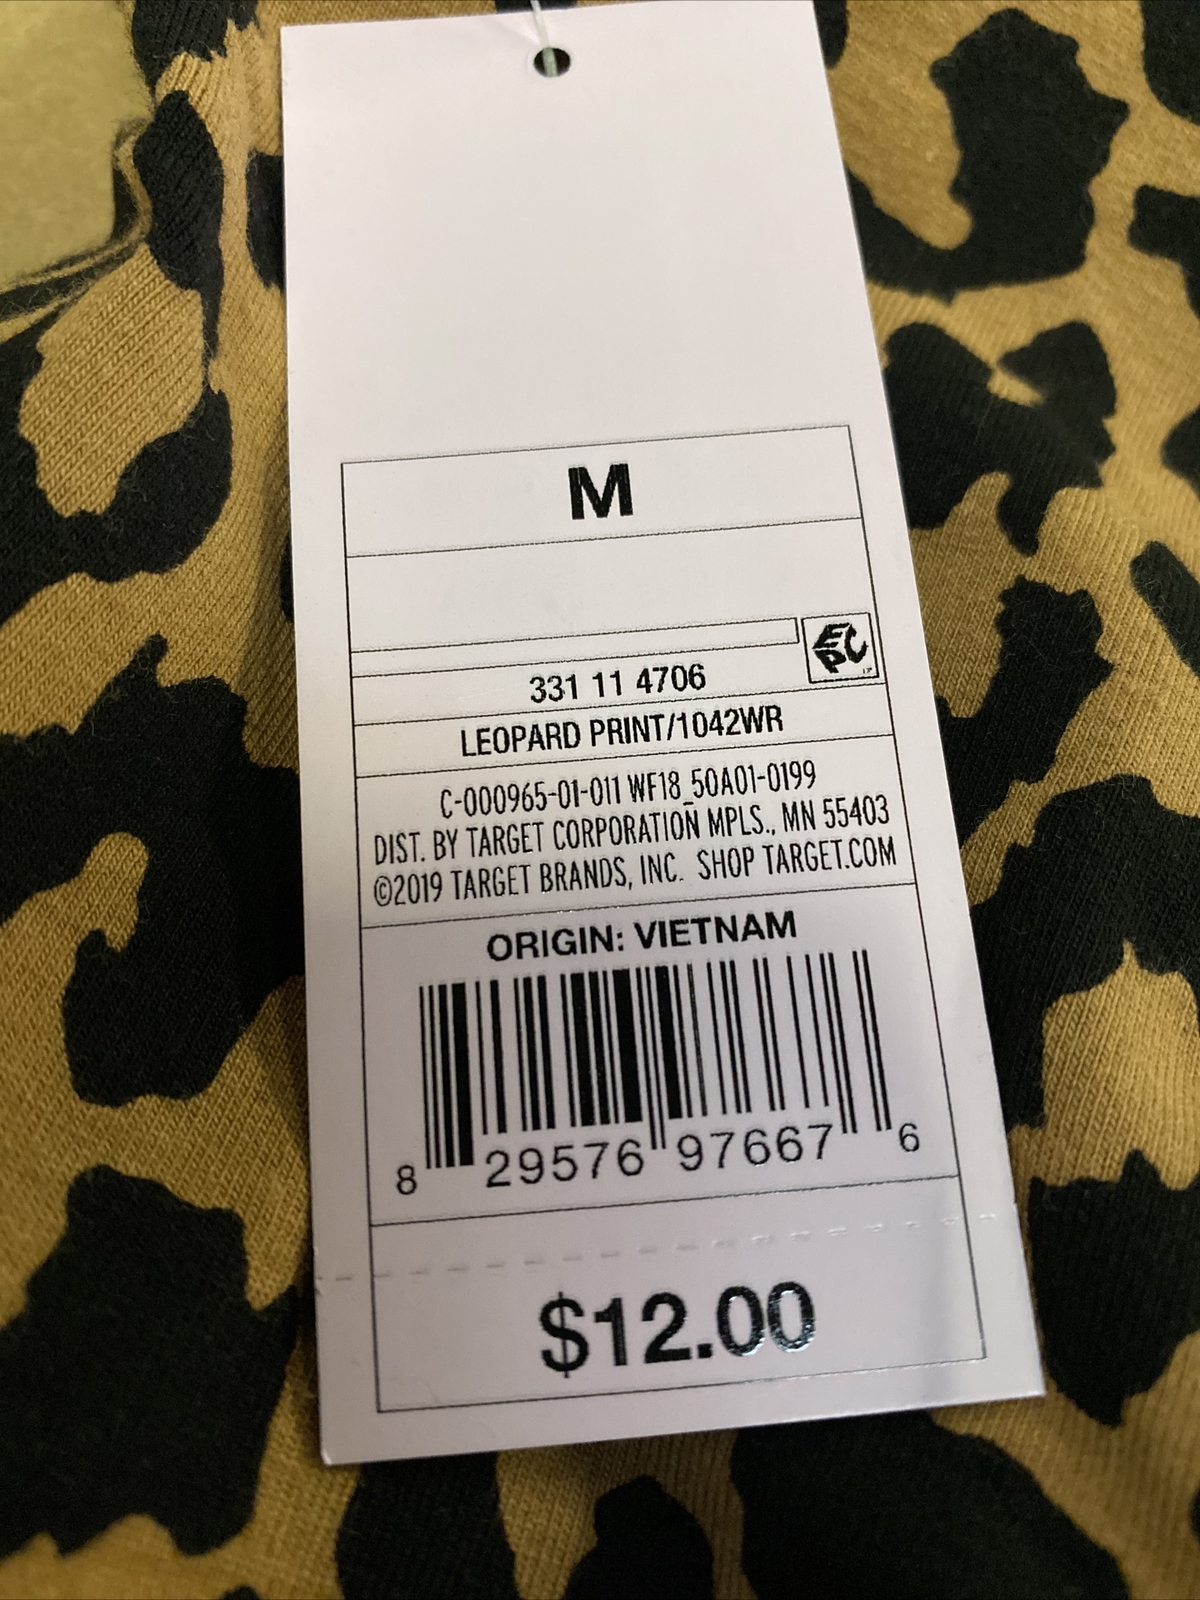 M
EPC
331 11 4706
LEOPARD PRINT/1042WR
C-000965-01-011 WF18_50A01-0199
DIST. BY TARGET CORPORATION MPLS., MN 55403
©2019 TARGET BRANDS, INC. SHOP TARGET.COM
ORIGIN: VIETNAM
8 29576 97667 6
$12.00